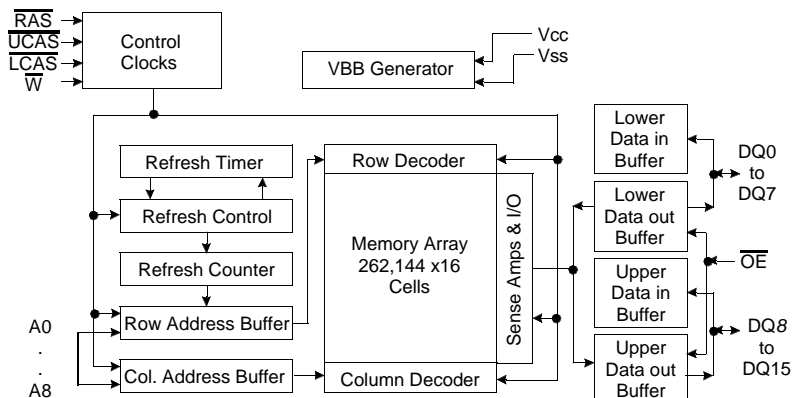 RAS
UCAS
LCAS
W
Control
Clocks
VBB Generator
Vcc
Vss
Refresh Timer
Refresh Control
Refresh Counter
Row Address Buffer
Col. Address Buffer
A0
.
.
A8
Row Decoder
Memory Array
262,144 x16
Cells
Sense Amps & I/O
Column Decoder
Lower
Data in
Buffer
Lower
Data out
Buffer
Upper
Data in
Buffer
Upper
Data out
Buffer
DQ0
to
DQ7
OE
DQ8
to
DQ15